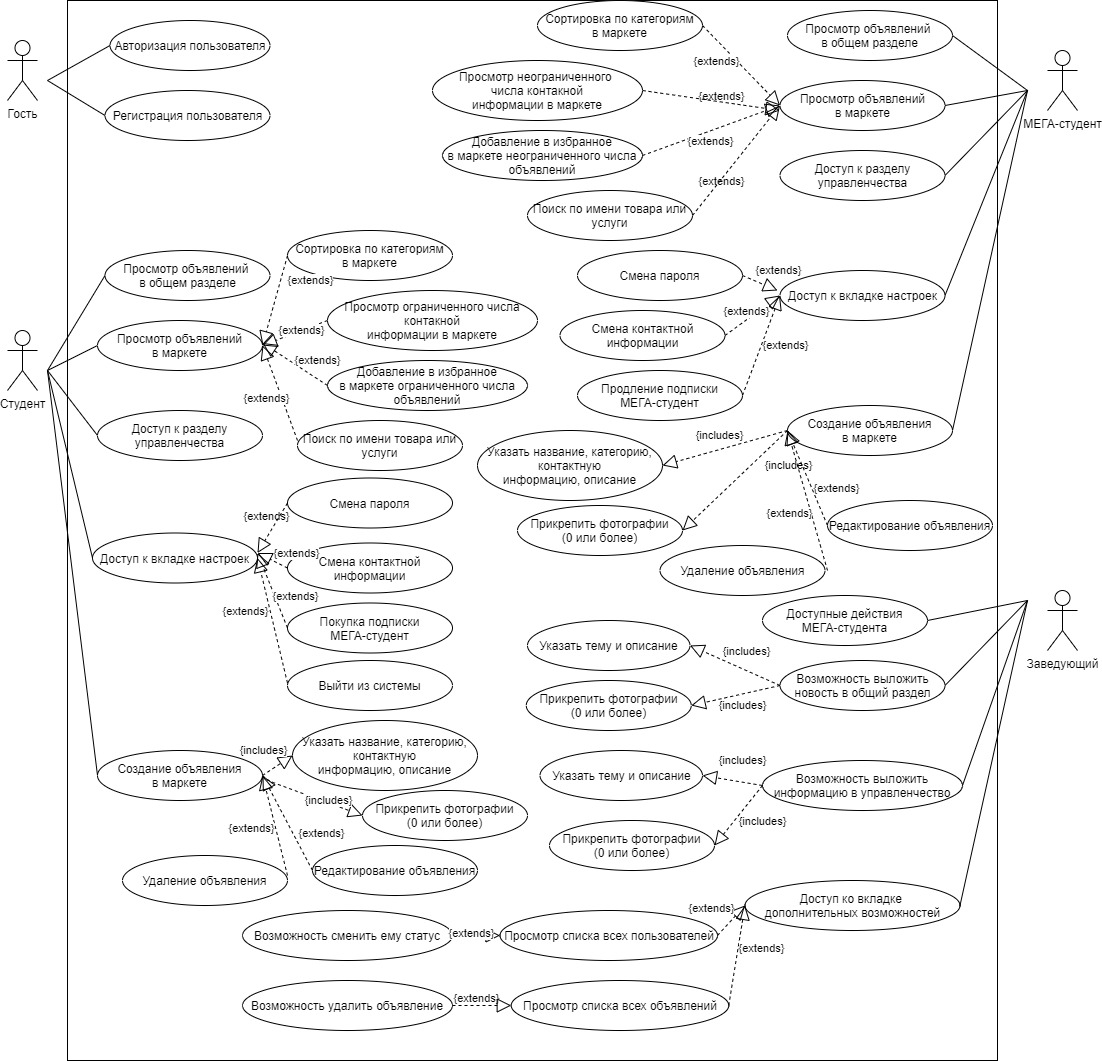 Гость
Авторизация пользователя
Регистрация пользователя
Сортировка по категориям
в маркете
{extends}
Просмотр неограниченного
числа контакной
информации в маркете
{extends}
Добавление в избранное
в маркете неограниченного числа
объявлений
{extends}
Поиск по имени товара или
услуги
{extends}
Просмотр объявлений
в общем разделе
Просмотр объявлений
в маркете
Доступ к разделу
управленчества
МЕГА-студент
Смена пароля
{extends}
Смена контактной
информации
{extends}
Продление подписки
МЕГА-студент
{extends}
Доступ к вкладке настроек
Создание объявления
в маркете
{includes}
Указать название, категорию,
контактную
информацию, описание
{includes}
Прикрепить фотографии
(0 или более)
{extends}
Редактирование объявления
{extends}
Удаление объявления
Студент
Просмотр объявлений
в общем разделе
Просмотр объявлений
в маркете
Сортировка по категориям
в маркете
{extends}
Просмотр ограниченного числа
контакной
информации в маркете
{extends}
Добавление в избранное
в маркете ограниченного числа
объявлений
{extends}
Поиск по имени товара или
услуги
{extends}
Доступ к разделу
управленчества
Доступ к вкладке настроек
Смена пароля
{extends}
Смена контактной
информации
{extends}
Покупка подписки
МЕГА-студент
{extends}
Выйти из системы
{extends}
Создание объявления
в маркете
{includes}
Указать название, категорию,
контактную
информацию, описание
{includes}
Прикрепить фотографии
(0 или более)
{extends}
Редактирование объявления
{extends}
Удаление объявления
Заведующий
Доступные действия
МЕГА-студента
Возможность выложить
новость в общий раздел
{includes}
Указать тему и описание
{includes}
Прикрепить фотографии
(0 или более)
Возможность выложить
информацию в управленчество
{includes}
Указать тему и описание
{includes}
Прикрепить фотографии
(0 или более)
Доступ ко вкладке
дополнительных возможностей
{extends}
Просмотр списка всех пользователей
{extends}
Возможность сменить ему статус
{extends}
Просмотр списка всех объявлений
{extends}
Возможность удалить объявление